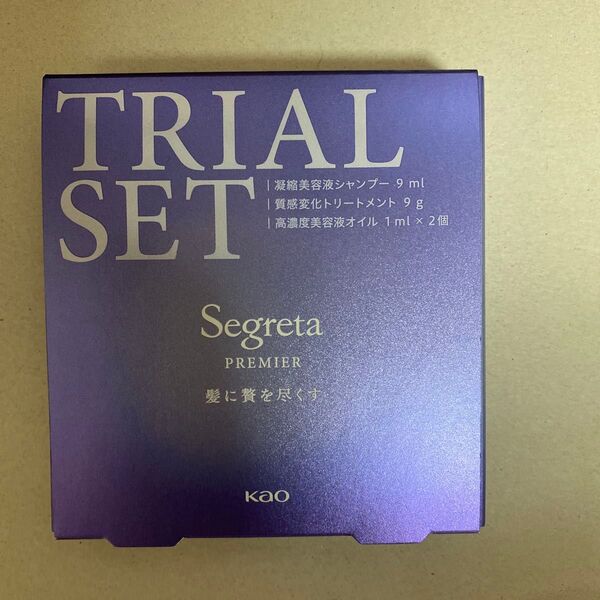 TRIAL
SET
| 凝縮美容液シャンプー 9 ml
| 質感変化トリートメント 9 g
| 高濃度美容液オイル 1ml × 2個
Segreta
PREMIER
髪に贅を尽くす
Kao